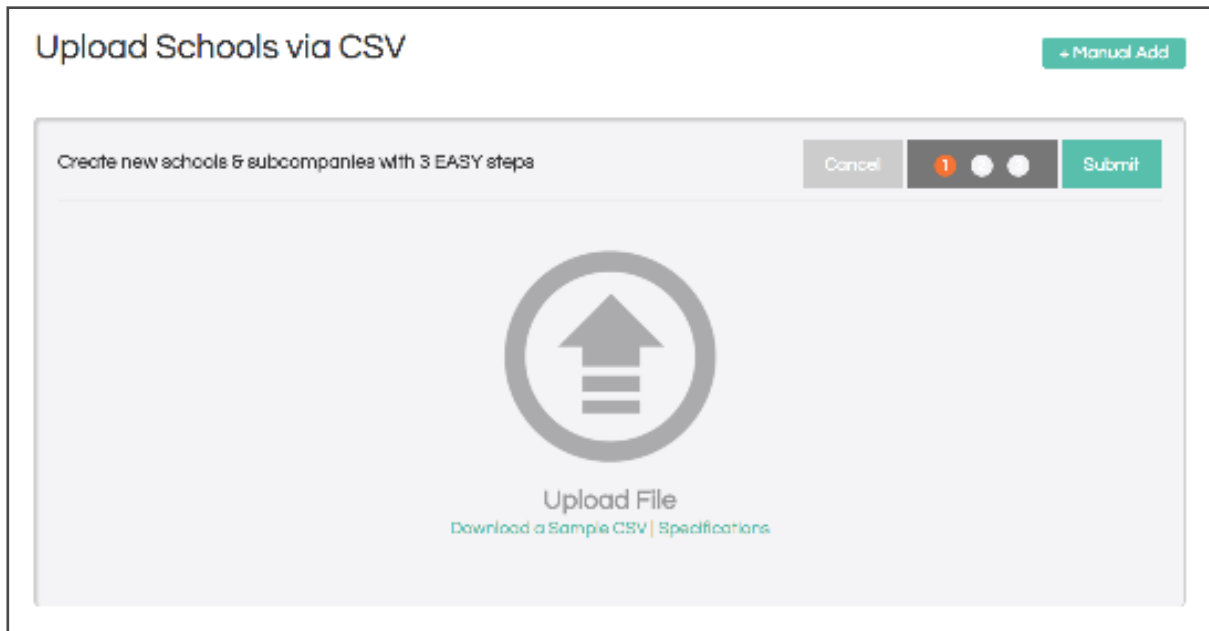 Upload Schools via CSV
+ Manual Add
Create new schools & subcompanies with 3 EASY steps
Cancel
1
Submit
Upload File
Download a Sample CSV | Specifications